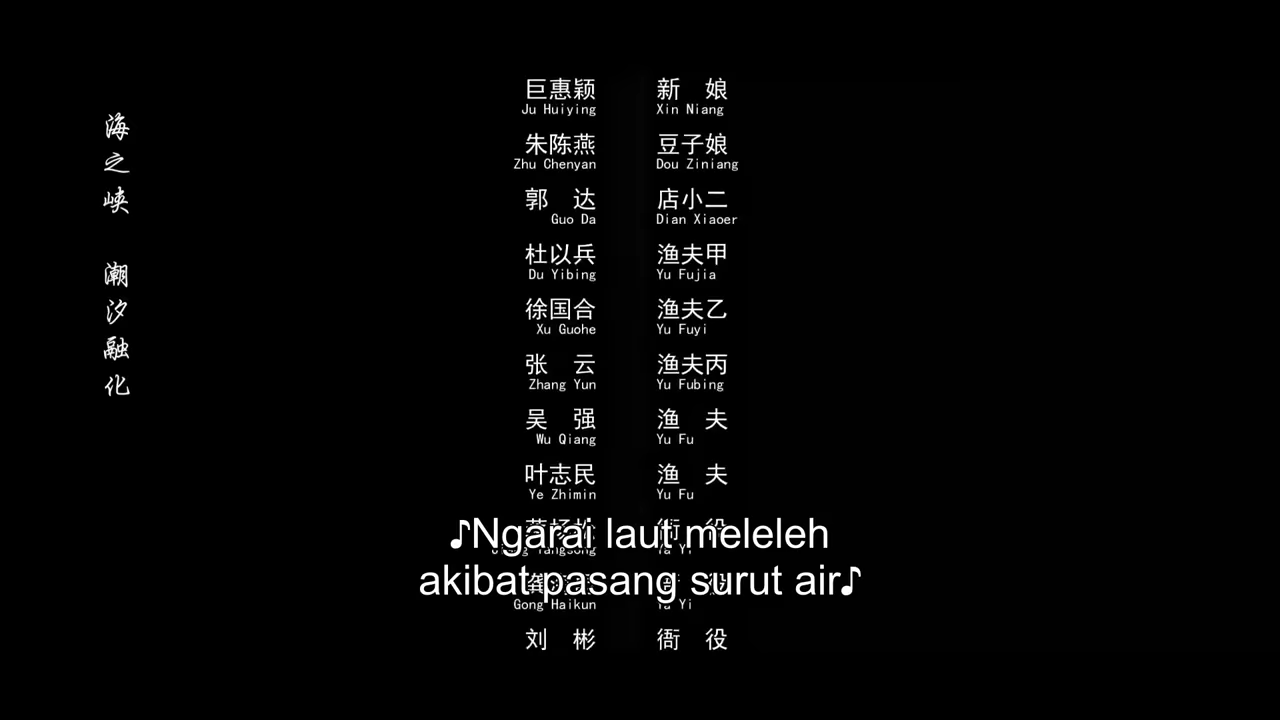 海之峡 潮汐融化
巨惠颖 新 娘
Ju Huiying Xin Niang
朱陈燕 豆子娘
Zhu Chenyan Dou Ziniang
郭 达 店小二
Guo Da Dian Xiaoer
杜以兵 渔夫甲
Du Yibing Yu Fujia
徐国合 渔夫乙
Xu Guohe Yu Fuyi
张 云 渔夫丙
Zhang Yun Yu Fubing
吴 强 渔 夫
Wu Qiang Yu Fu
叶志民 渔 夫
Ye Zhimin Yu Fu
♪Ngarai laut meleleh
akibat pasang surut air♪
Gong Haikun Ya Yi
刘 彬 衙 役